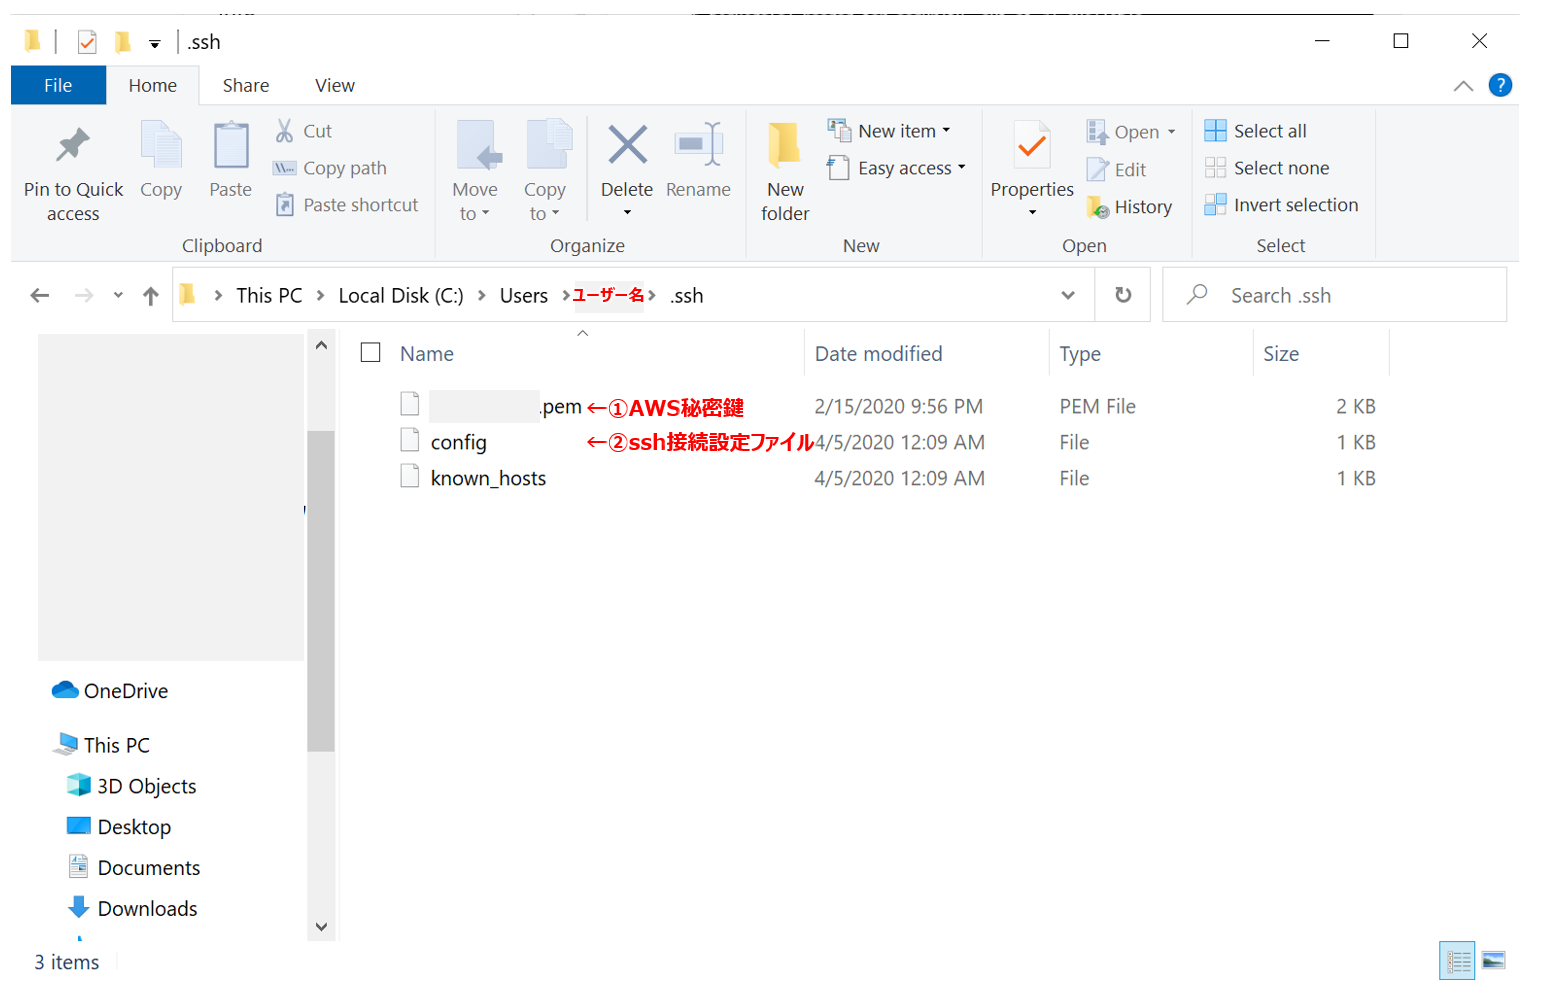 .ssh
File Home Share View
Pin to Quick access
Copy
Paste
Cut
Copy path
Paste shortcut
Clipboard
Move to
Copy to
Delete
Rename
Organize
New folder
New item
Easy access
New
Properties
Open
Edit
History
Open
Select all
Select none
Invert selection
Select
This PC > Local Disk (C:) > Users > ユーザー名 > .ssh
Search .ssh
Name Date modified Type Size
.pem ←①AWS秘密鍵 2/15/2020 9:56 PM PEM File 2 KB
config ←②ssh接続設定ファイル 4/5/2020 12:09 AM File 1 KB
known_hosts 4/5/2020 12:09 AM File 1 KB
OneDrive
This PC
3D Objects
Desktop
Documents
Downloads
3 items